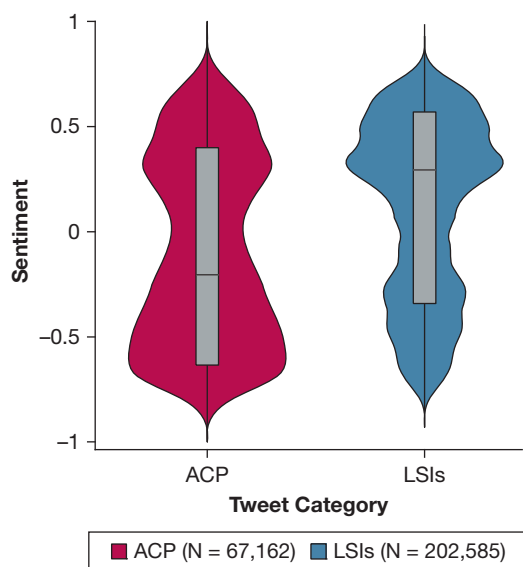 1
0.5
0
−0.5
−1
Sentiment
ACP LSIs
Tweet Category
ACP (N = 67,162) LSIs (N = 202,585)